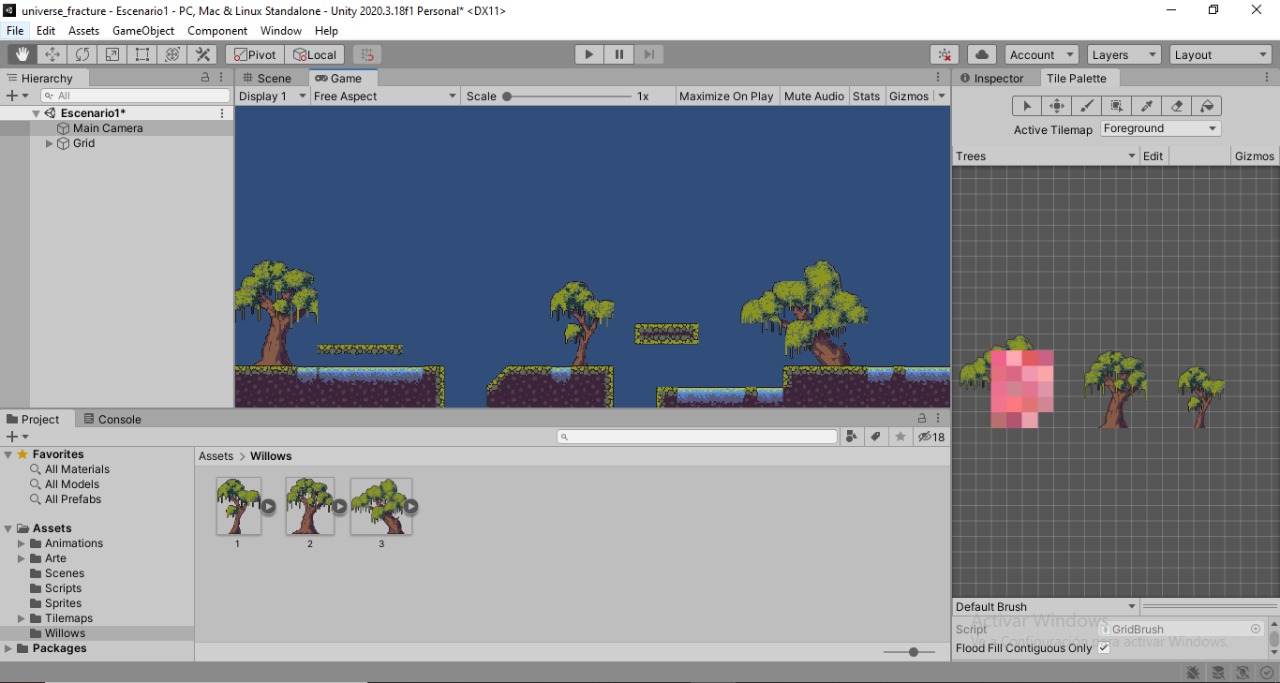 universe_fracture - Escenario1 - PC, Mac & Linux Standalone - Unity 2020.3.18f1 Personal* <DX11>
File Edit Assets GameObject Component Window Help
Pivot Local Account Layers Layout
Hierarchy Scene Game Inspector Tile Palette
All Display 1 Free Aspect Scale 1x Maximize On Play Mute Audio Stats Gizmos
Escenario1*
Main Camera
Grid
Active Tilemap Foreground
Trees Edit Gizmos
Project Console
18
Favorites
All Materials
All Models
All Prefabs
Assets
Animations
Arte
Scenes
Scripts
Sprites
Tilemaps
Willows
Packages
Assets > Willows
1 2 3
Default Brush
Activar Windows
Script GridBrush
Ve a Configuración para activar Windows.
Flood Fill Contiguous Only